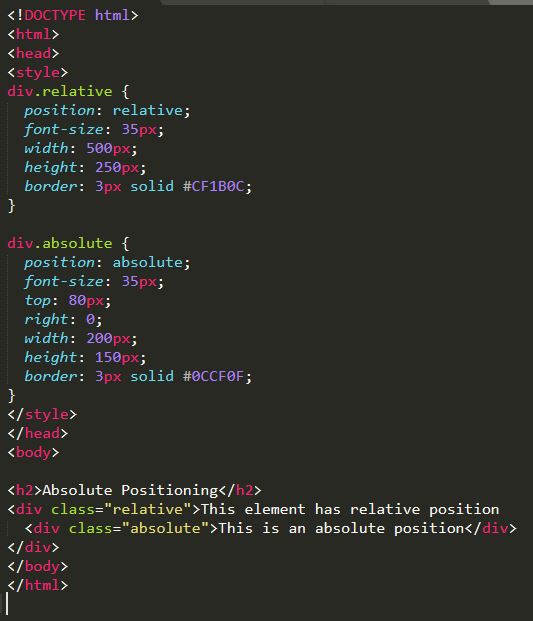 <!DOCTYPE html>
<html>
<head>
<style>
div.relative {
  position: relative;
  font-size: 35px;
  width: 500px;
  height: 250px;
  border: 3px solid #CF1B0C;
}

div.absolute {
  position: absolute;
  font-size: 35px;
  top: 80px;
  right: 0;
  width: 200px;
  height: 150px;
  border: 3px solid #0CCF0F;
}
</style>
</head>
<body>

<h2>Absolute Positioning</h2>
<div class="relative">This element has relative position
  <div class="absolute">This is an absolute position</div>
</div>
</body>
</html>